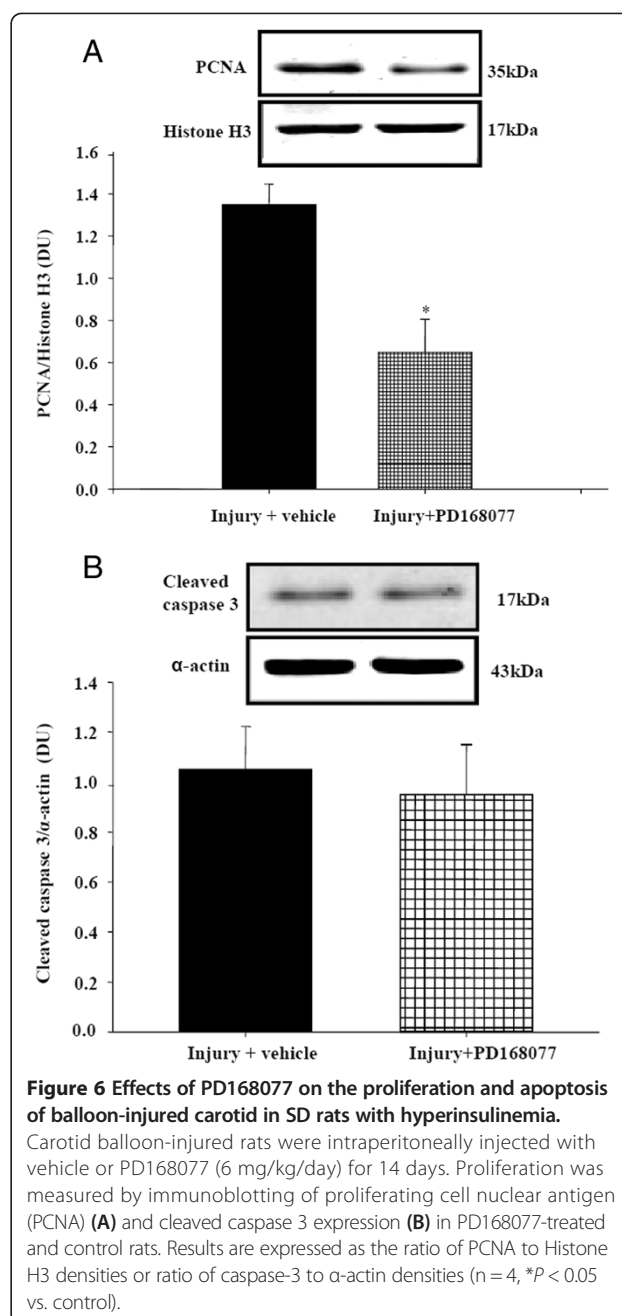 A
PCNA
35kDa
Histone H3
17kDa
1.6
1.4
1.2
1.0
0.8
0.6
0.4
0.2
0.0
PCNA/Histone H3 (DU)
*
Injury + vehicle
Injury+PD168077
B
Cleaved
caspase 3
17kDa
α-actin
43kDa
1.4
1.2
1.0
0.8
0.6
0.4
0.2
0.0
Cleaved caspase 3/α-actin (DU)
Injury + vehicle
Injury+PD168077
Figure 6 Effects of PD168077 on the proliferation and apoptosis
of balloon-injured carotid in SD rats with hyperinsulinemia.
Carotid balloon-injured rats were intraperitoneally injected with
vehicle or PD168077 (6 mg/kg/day) for 14 days. Proliferation was
measured by immunoblotting of proliferating cell nuclear antigen
(PCNA) (A) and cleaved caspase 3 expression (B) in PD168077-treated
and control rats. Results are expressed as the ratio of PCNA to Histone
H3 densities or ratio of caspase-3 to α-actin densities (n = 4, *P < 0.05
vs. control).